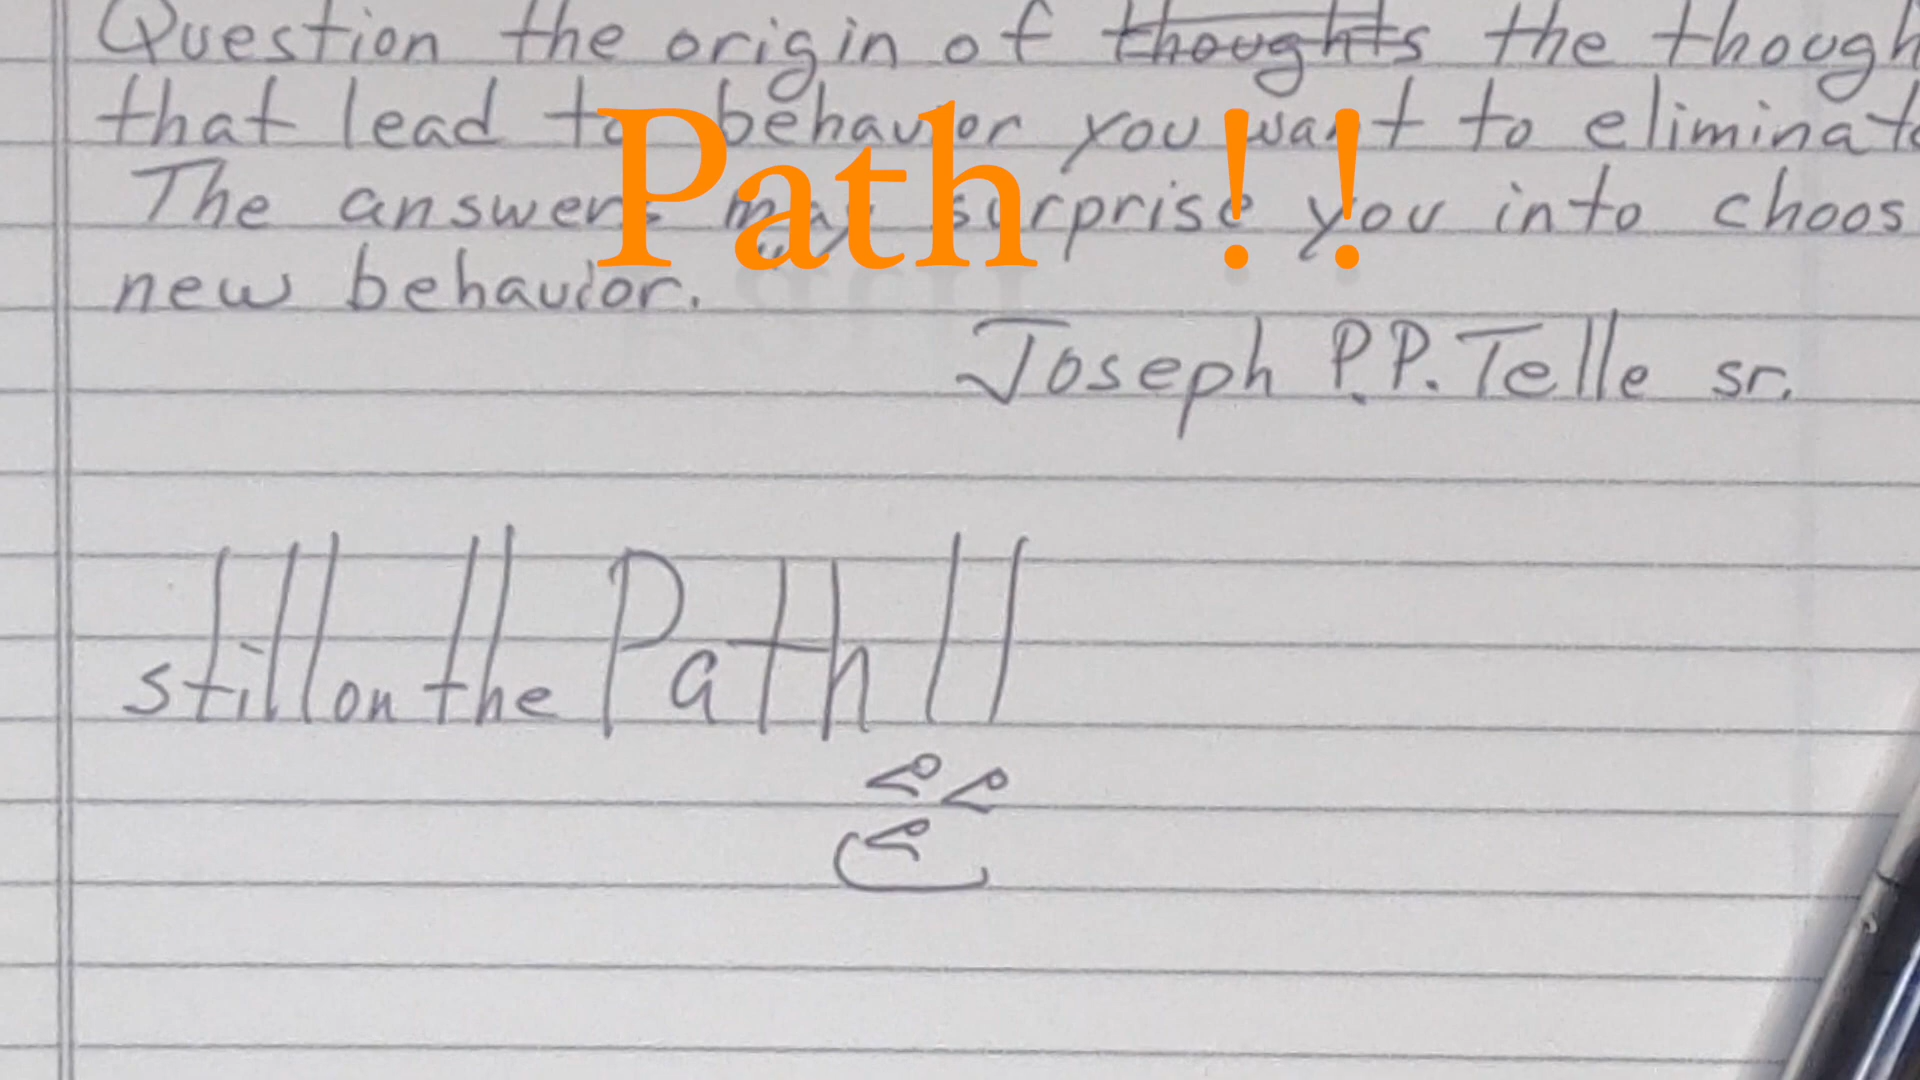 Question the origin of thoughts the though
that lead to behavior you want to eliminate
The answers may surprise you into choos
new behavior.
Path !!
Joseph P.P. Telle sr.
still on the Path !!